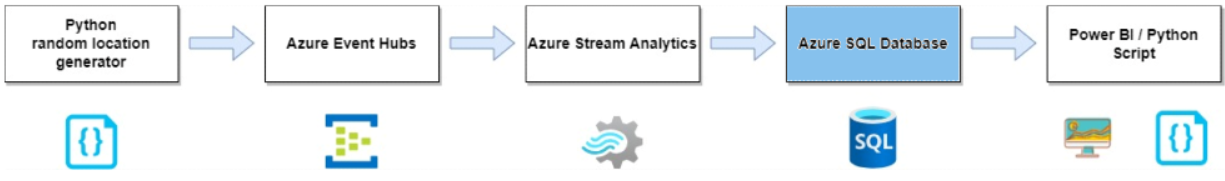 Python
random location
generator
Azure Event Hubs
Azure Stream Analytics
Azure SQL Database
Power BI / Python
Script
{}
SQL
{}